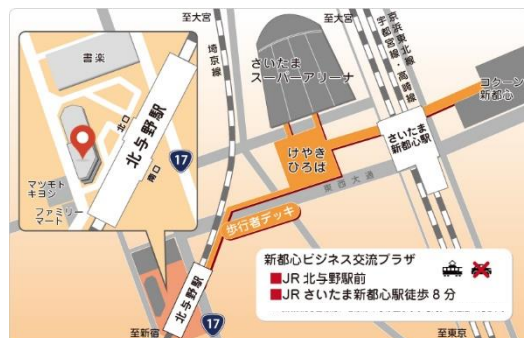 至大宮
埼京線
さいたま
スーパーアリーナ
至大宮
京浜東北線
宇都宮線・高崎線
コクーン
新都心
さいたま
新都心駅
けやき
ひろば
東西大通
歩行者デッキ
書楽
北口
北与野駅
南口
17
マツモト
キヨシ
ファミリー
マート
北与野駅
17
至新宿
新都心ビジネス交流プラザ
■JR 北与野駅前
■JR さいたま新都心駅徒歩 8 分
至東京